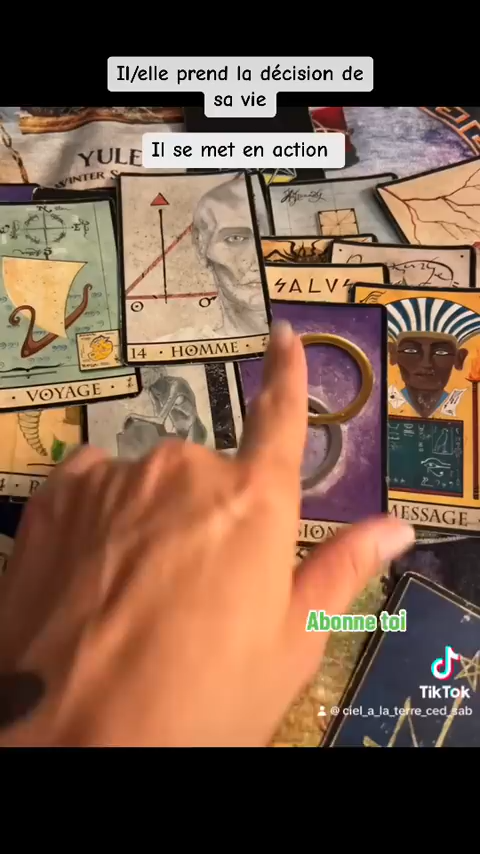 Il/elle prend la décision de
sa vie
Il se met en action
YULE
WINTER
SALVE
14 • HOMME •
• VOYAGE •
MESSAGE
Abonne toi
TikTok
@ciel_a_la_terre_ced_sab